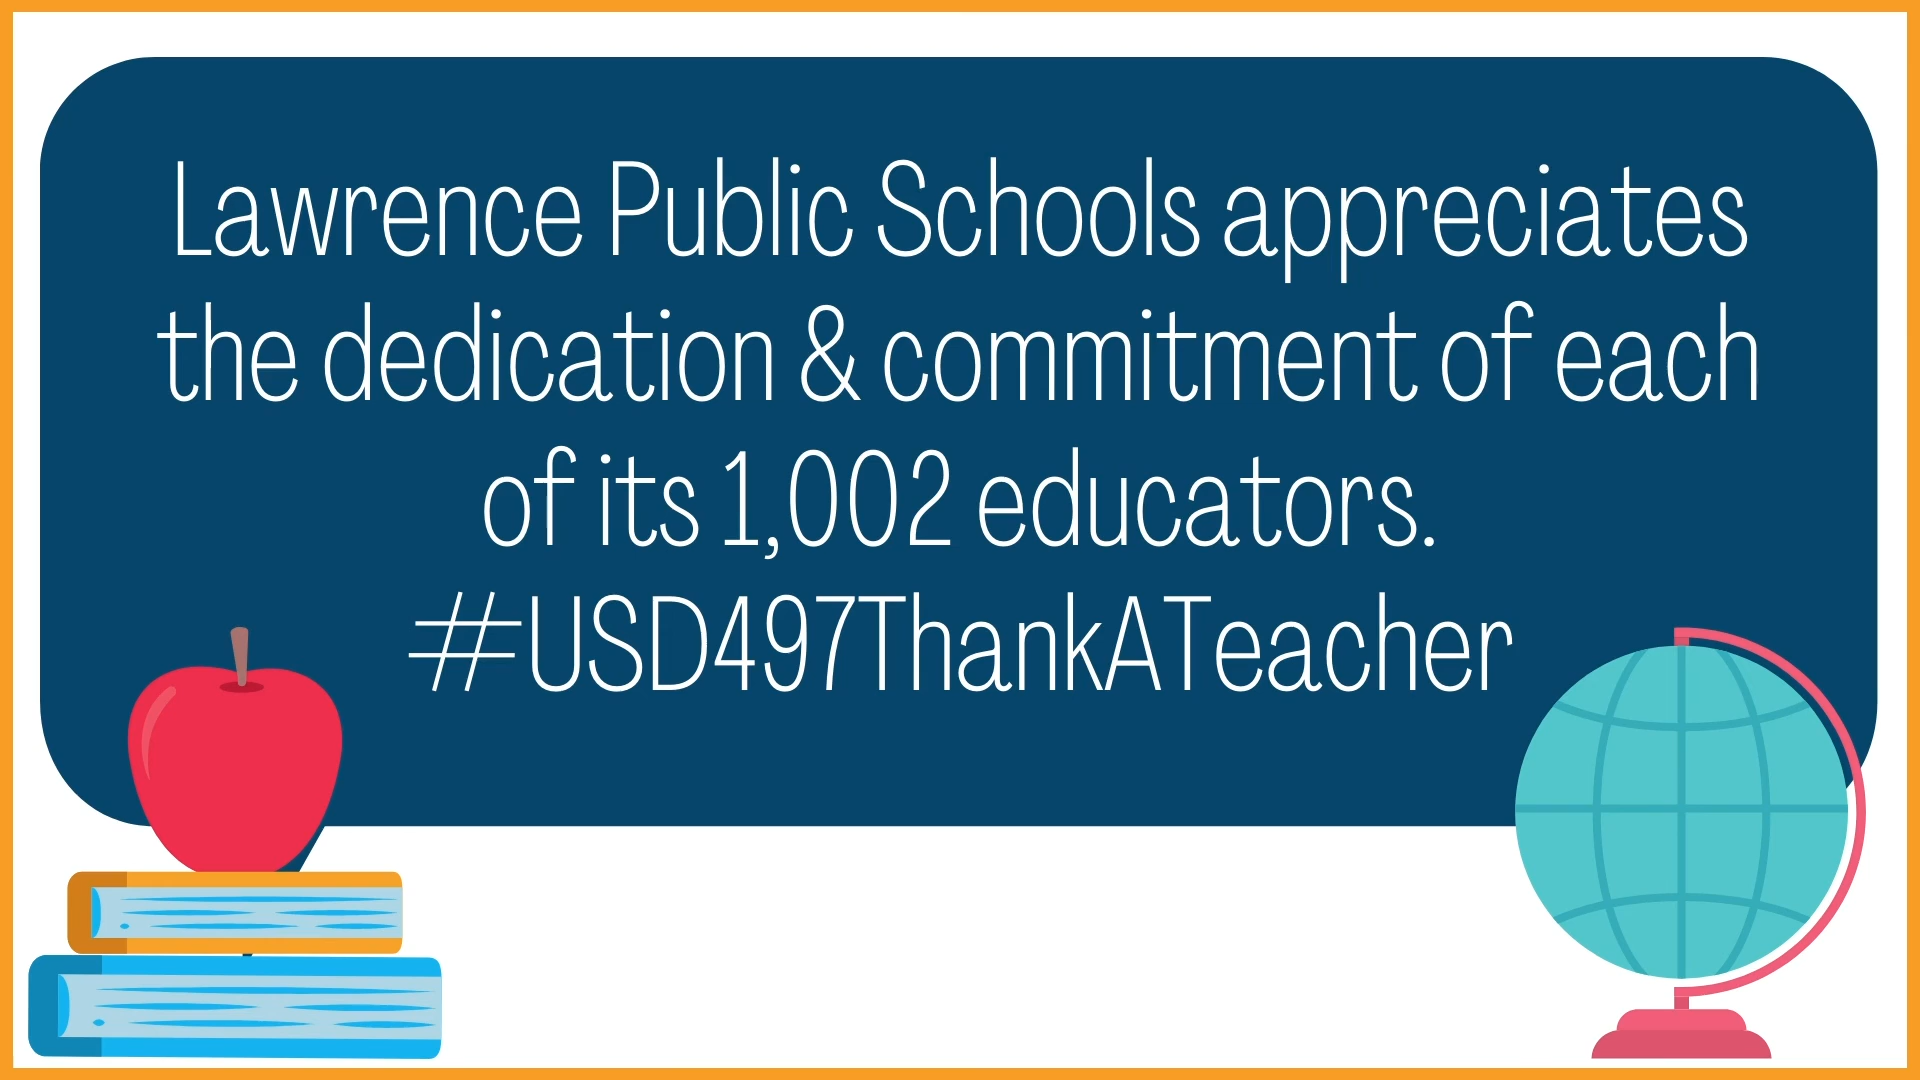 Lawrence Public Schools appreciates
the dedication & commitment of each
of its 1,002 educators.
#USD497ThankATeacher